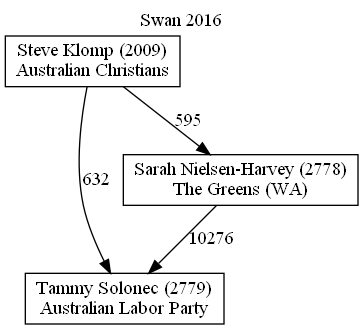 Swan 2016
Steve Klomp (2009)
Australian Christians
595
632
Sarah Nielsen-Harvey (2778)
The Greens (WA)
10276
Tammy Solonec (2779)
Australian Labor Party